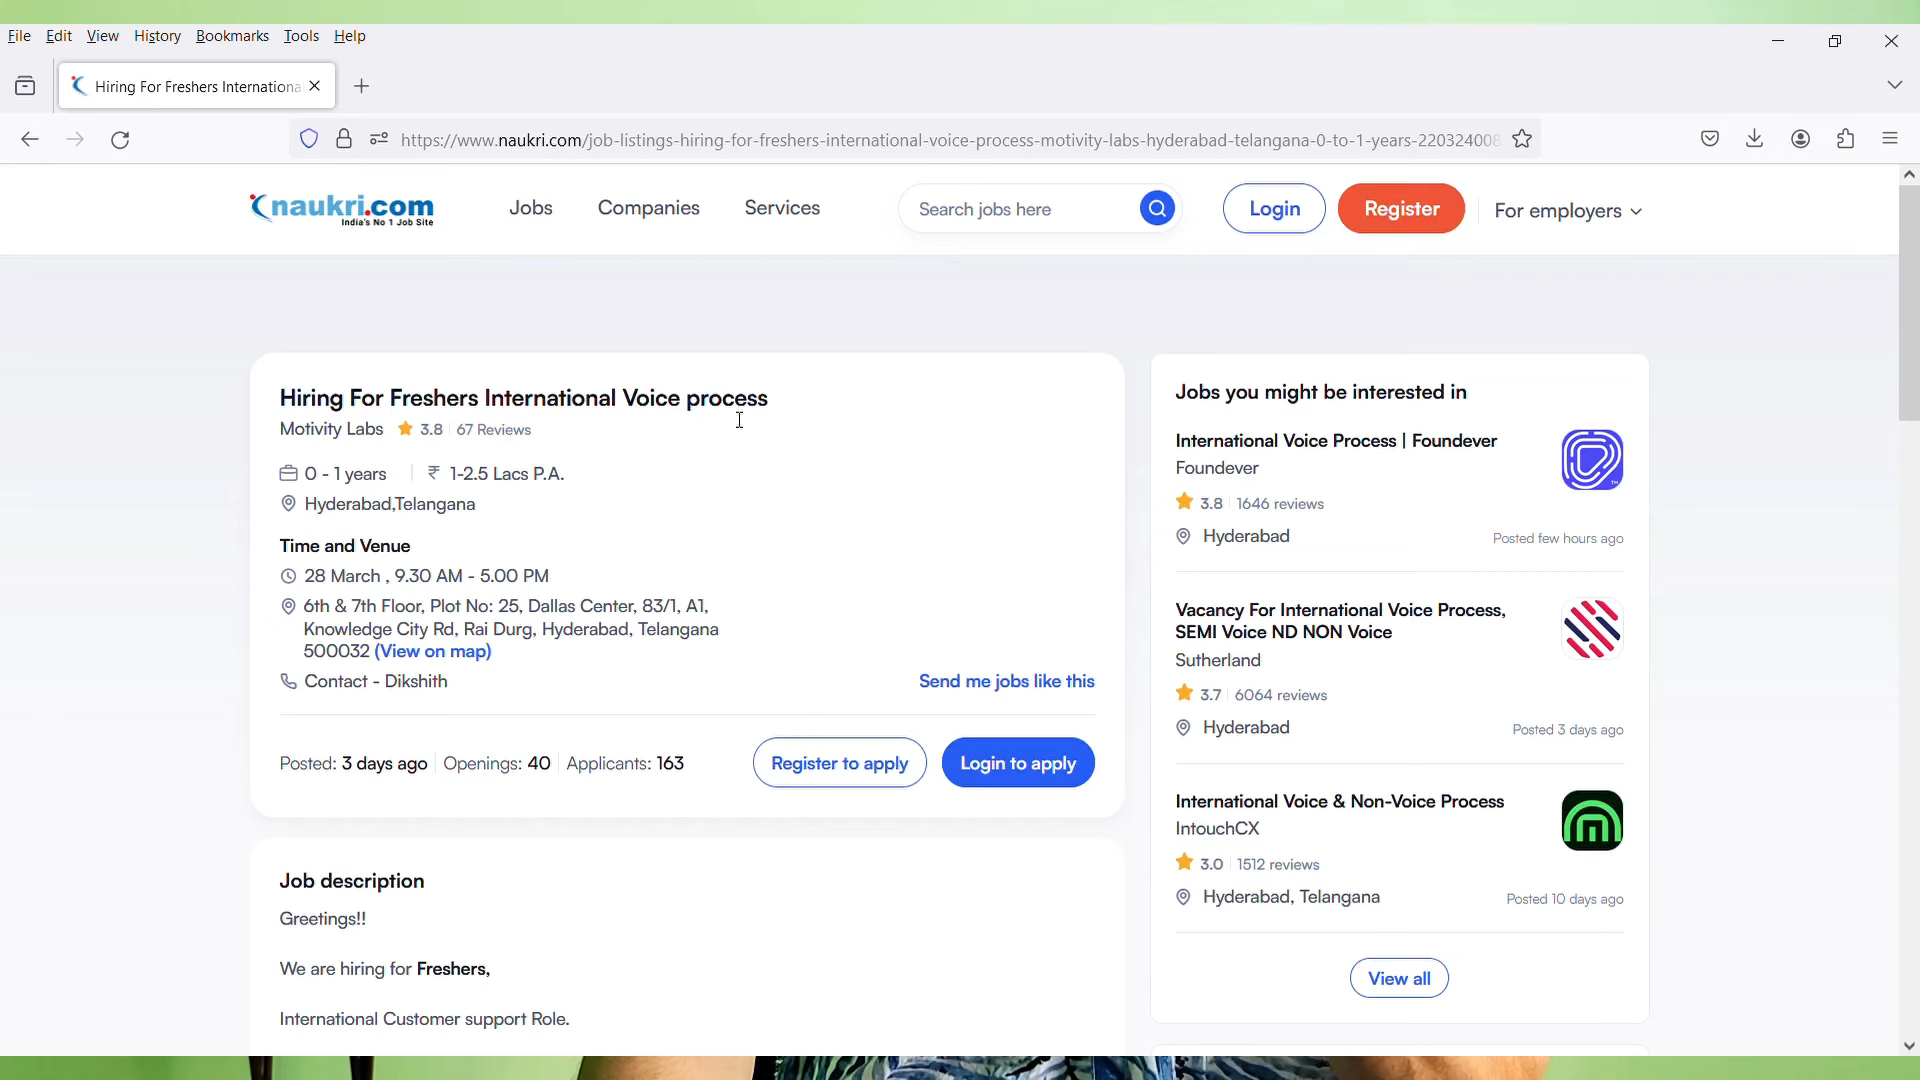 File Edit View History Bookmarks Tools Help
Hiring For Freshers Internationa
https://www.naukri.com/job-listings-hiring-for-freshers-international-voice-process-motivity-labs-hyderabad-telangana-0-to-1-years-220324008
naukri.com
India's No 1 Job Site
Jobs Companies Services Search jobs here Login Register For employers
Hiring For Freshers International Voice process
Motivity Labs 3.8 67 Reviews
0 - 1 years ₹ 1-2.5 Lacs P.A.
Hyderabad,Telangana
Time and Venue
28 March , 9.30 AM - 5.00 PM
6th & 7th Floor, Plot No: 25, Dallas Center, 83/1, A1,
Knowledge City Rd, Rai Durg, Hyderabad, Telangana
500032 (View on map)
Contact - Dikshith
Send me jobs like this
Posted: 3 days ago Openings: 40 Applicants: 163
Register to apply Login to apply
Job description
Greetings!!
We are hiring for Freshers,
International Customer support Role.
Jobs you might be interested in
International Voice Process | Foundever
Foundever
3.8 1646 reviews
Hyderabad
Posted few hours ago
Vacancy For International Voice Process,
SEMI Voice ND NON Voice
Sutherland
3.7 6064 reviews
Hyderabad
Posted 3 days ago
International Voice & Non-Voice Process
IntouchCX
3.0 1512 reviews
Hyderabad, Telangana
Posted 10 days ago
View all